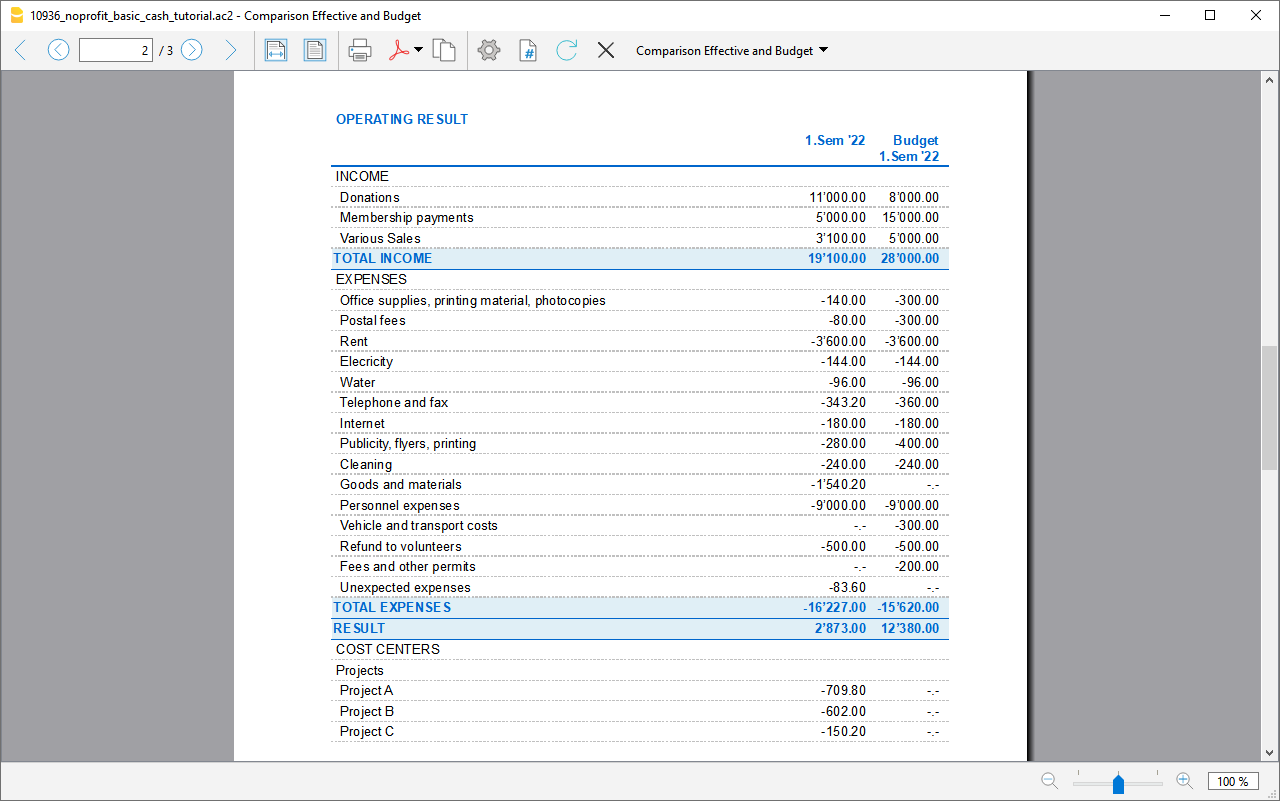 10936_noprofit_basic_cash_tutorial.ac2 - Comparison Effective and Budget
2 / 3 Comparison Effective and Budget
OPERATING RESULT
1.Sem '22 Budget
1.Sem '22
INCOME
Donations 11'000.00 8'000.00
Membership payments 5'000.00 15'000.00
Various Sales 3'100.00 5'000.00
TOTAL INCOME 19'100.00 28'000.00
EXPENSES
Office supplies, printing material, photocopies -140.00 -300.00
Postal fees -80.00 -300.00
Rent -3'600.00 -3'600.00
Elecricity -144.00 -144.00
Water -96.00 -96.00
Telephone and fax -343.20 -360.00
Internet -180.00 -180.00
Publicity, flyers, printing -280.00 -400.00
Cleaning -240.00 -240.00
Goods and materials -1'540.20 -.-
Personnel expenses -9'000.00 -9'000.00
Vehicle and transport costs -.- -300.00
Refund to volunteers -500.00 -500.00
Fees and other permits -.- -200.00
Unexpected expenses -83.60 -.-
TOTAL EXPENSES -16'227.00 -15'620.00
RESULT 2'873.00 12'380.00
COST CENTERS
Projects
Project A -709.80 -.-
Project B -602.00 -.-
Project C -150.20 -.-
100 %